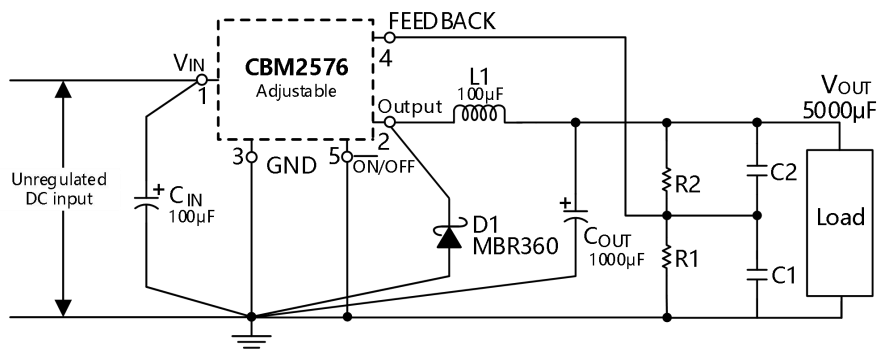 FEEDBACK
4
VIN
1
CBM2576
Adjustable
Output
2
L1
100μF
VOUT
5000μF
3
GND
5
ON/OFF
Unregulated
DC input
CIN
100μF
+
D1
MBR360
+
COUT
1000μF
R2
C2
R1
C1
Load